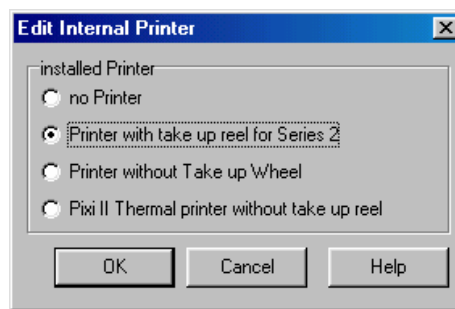 Edit Internal Printer
installed Printer
no Printer
Printer with take up reel for Series 2
Printer without Take up Wheel
Pixi II Thermal printer without take up reel
OK Cancel Help